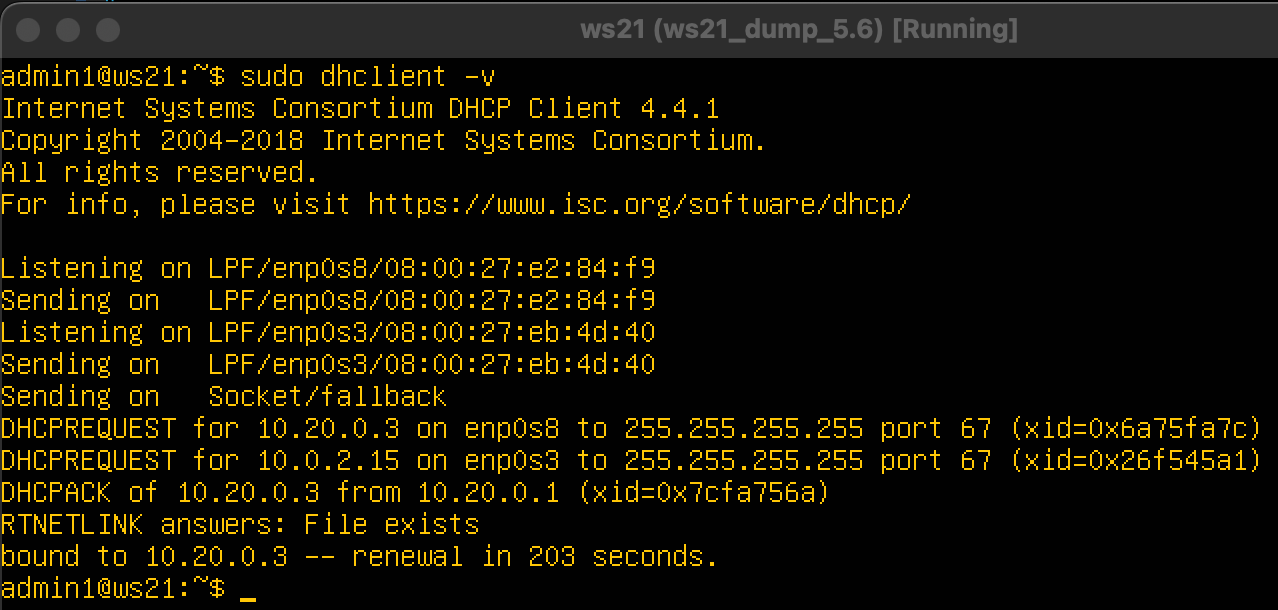 ws21 (ws21_dump_5.6) [Running]
admin1@ws21:~$ sudo dhclient -v
Internet Systems Consortium DHCP Client 4.4.1
Copyright 2004-2018 Internet Systems Consortium.
All rights reserved.
For info, please visit https://www.isc.org/software/dhcp/

Listening on LPF/enp0s8/08:00:27:e2:84:f9
Sending on   LPF/enp0s8/08:00:27:e2:84:f9
Listening on LPF/enp0s3/08:00:27:eb:4d:40
Sending on   LPF/enp0s3/08:00:27:eb:4d:40
Sending on   Socket/fallback
DHCPREQUEST for 10.20.0.3 on enp0s8 to 255.255.255.255 port 67 (xid=0x6a75fa7c)
DHCPREQUEST for 10.0.2.15 on enp0s3 to 255.255.255.255 port 67 (xid=0x26f545a1)
DHCPACK of 10.20.0.3 from 10.20.0.1 (xid=0x7cfa756a)
RTNETLINK answers: File exists
bound to 10.20.0.3 -- renewal in 203 seconds.
admin1@ws21:~$ _